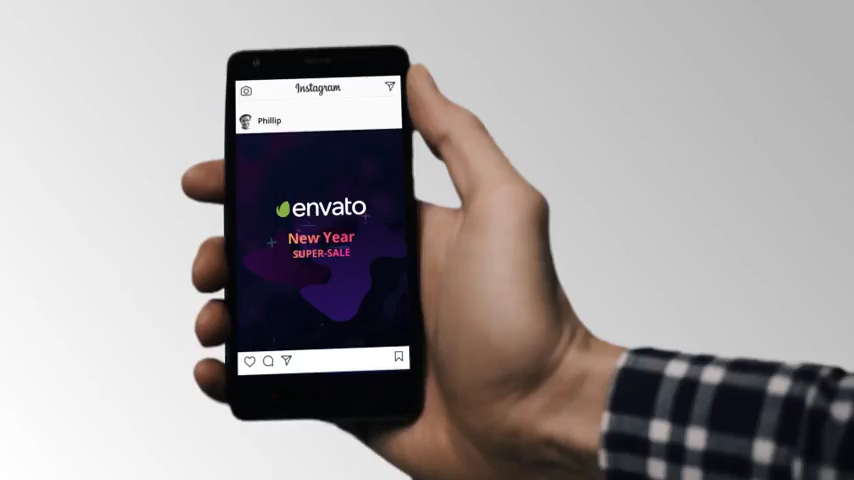 Instagram
Phillip
envato
New Year
SUPER-SALE